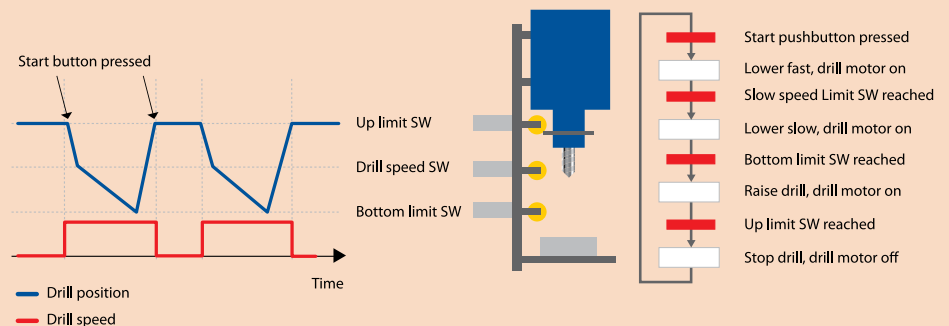 Start button pressed
Up limit SW
Drill speed SW
Bottom limit SW
Time
Drill position
Drill speed
Start pushbutton pressed
Lower fast, drill motor on
Slow speed Limit SW reached
Lower slow, drill motor on
Bottom limit SW reached
Raise drill, drill motor on
Up limit SW reached
Stop drill, drill motor off